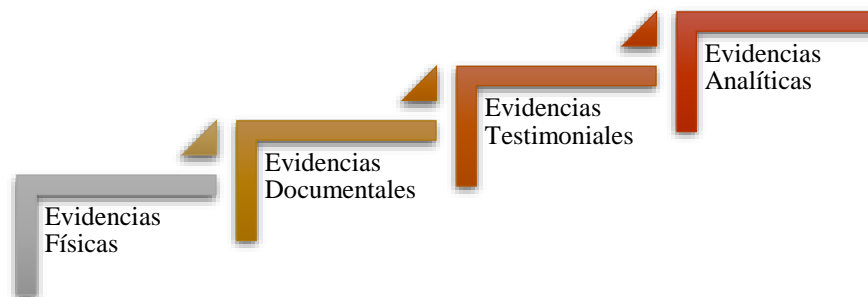 Evidencias
Físicas
Evidencias
Documentales
Evidencias
Testimoniales
Evidencias
Analíticas